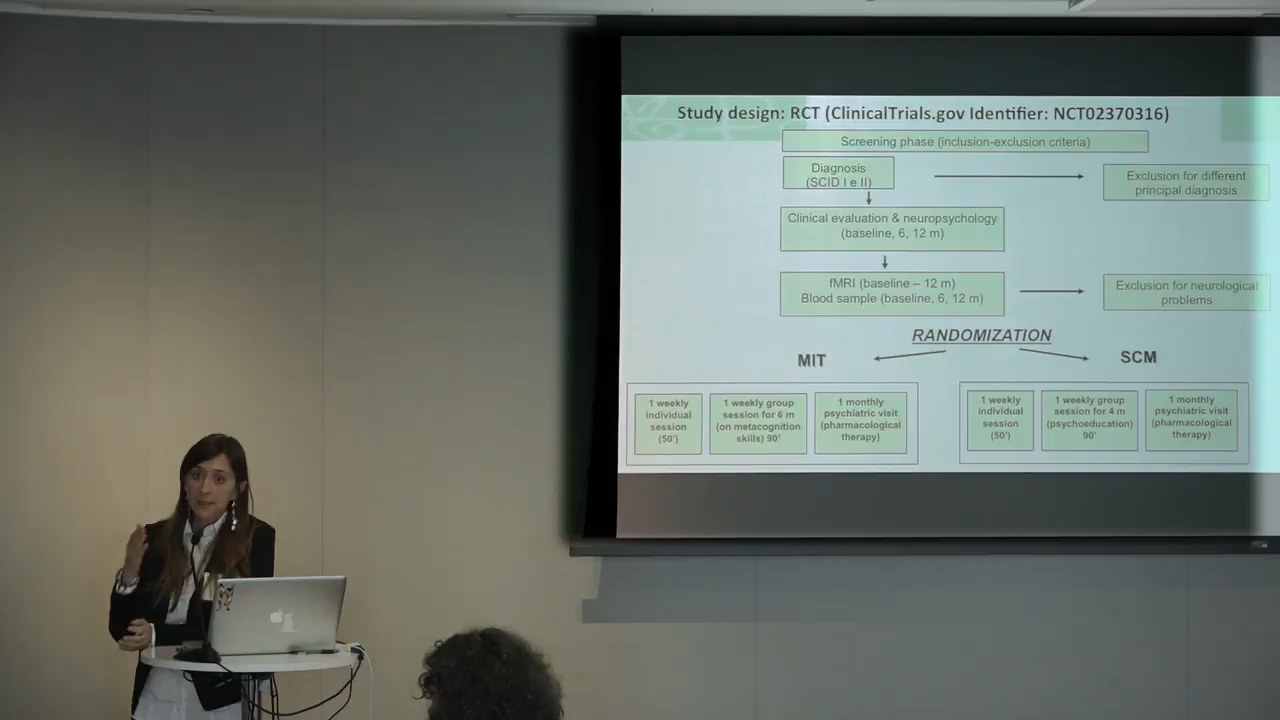 Study design: RCT (ClinicalTrials.gov Identifier: NCT02370316)
Screening phase (inclusion-exclusion criteria)
Diagnosis
(SCID I e II)
Exclusion for different
principal diagnosis
Clinical evaluation & neuropsychology
(baseline, 6, 12 m)
fMRI (baseline – 12 m)
Blood sample (baseline, 6, 12 m)
Exclusion for neurological
problems
RANDOMIZATION
MIT
SCM
1 weekly
individual
session
(50')
1 weekly group
session for 6 m
(on metacognition
skills) 90'
1 monthly
psychiatric visit
(pharmacological
therapy)
1 weekly
individual
session
(50')
1 weekly group
session for 4 m
(psychoeducation)
90'
1 monthly
psychiatric visit
(pharmacological
therapy)